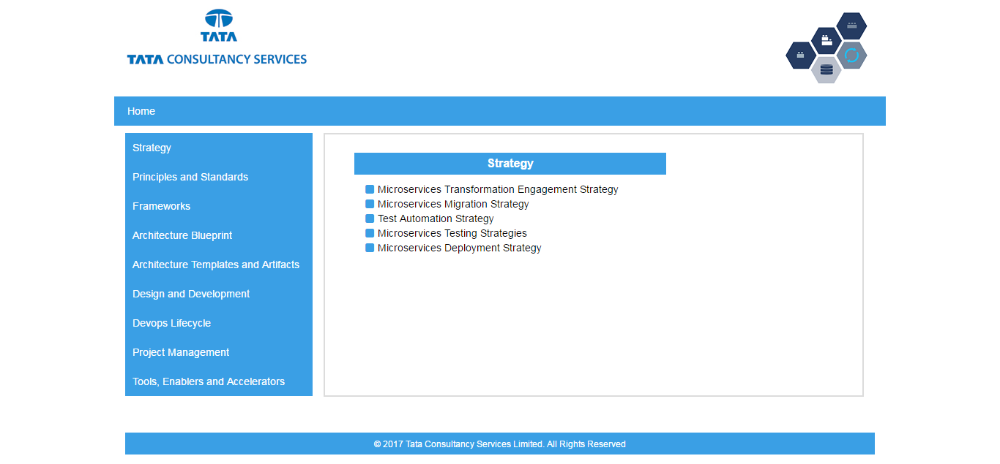 TATA
TATA CONSULTANCY SERVICES
Home
Strategy
Principles and Standards
Frameworks
Architecture Blueprint
Architecture Templates and Artifacts
Design and Development
Devops Lifecycle
Project Management
Tools, Enablers and Accelerators
Strategy
Microservices Transformation Engagement Strategy
Microservices Migration Strategy
Test Automation Strategy
Microservices Testing Strategies
Microservices Deployment Strategy
© 2017 Tata Consultancy Services Limited. All Rights Reserved